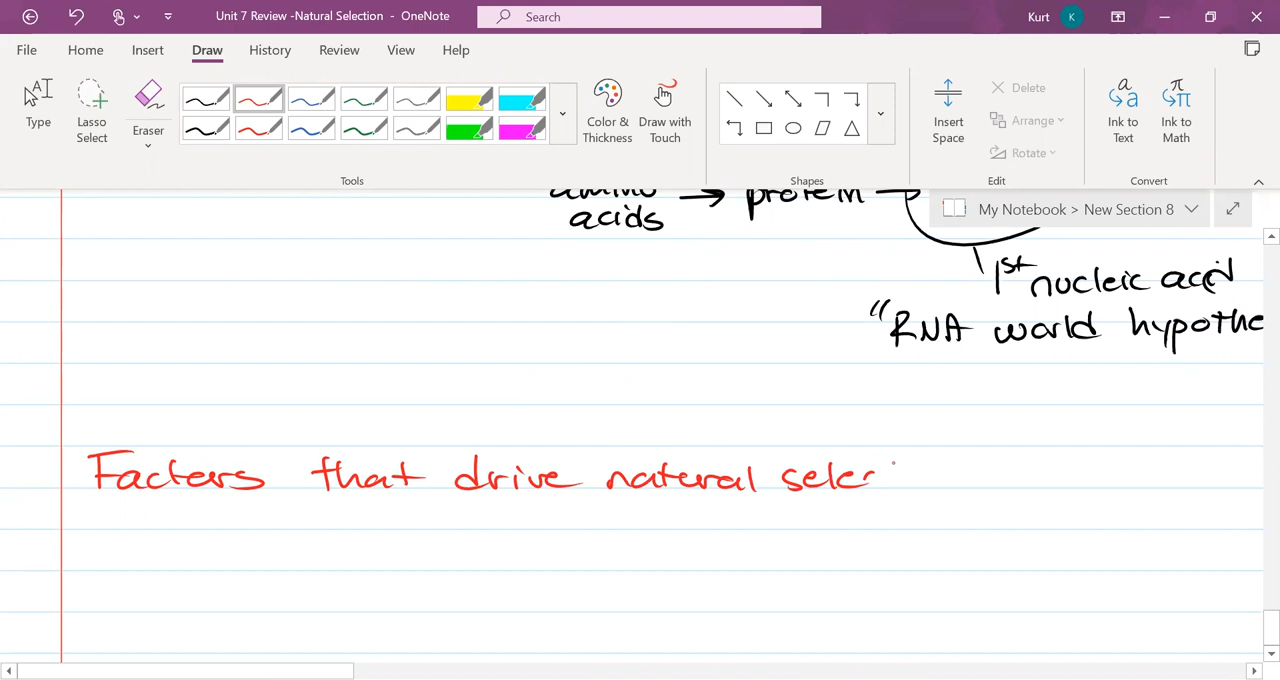 Unit 7 Review -Natural Selection - OneNote
Search
Kurt K
File Home Insert Draw History Review View Help
Type
Lasso Select
Eraser
Color & Thickness
Draw with Touch
Insert Space
Delete
Arrange
Rotate
Ink to Text
Ink to Math
Tools
Shapes
Edit
Convert
My Notebook > New Section 8
amino → protein →
acids
1st nucleic acid
"RNA world hypothe
Factors that drive natural selec